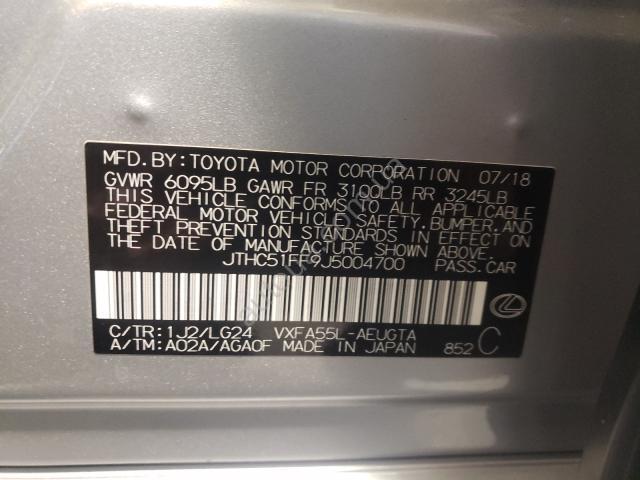 MFD. BY: TOYOTA MOTOR CORPORATION 07/18
GVWR 6095LB GAWR FR 3100LB RR 3245LB
THIS VEHICLE CONFORMS TO ALL APPLICABLE
FEDERAL MOTOR VEHICLE SAFETY, BUMPER, AND
THEFT PREVENTION STANDARDS IN EFFECT ON
THE DATE OF MANUFACTURE SHOWN ABOVE.
JTHC51FF9J5004700 PASS. CAR
C/TR: 1J2/LG24 VXFA55L-AEUGTA
A/TM: A02A/AGA0F MADE IN JAPAN 852 C